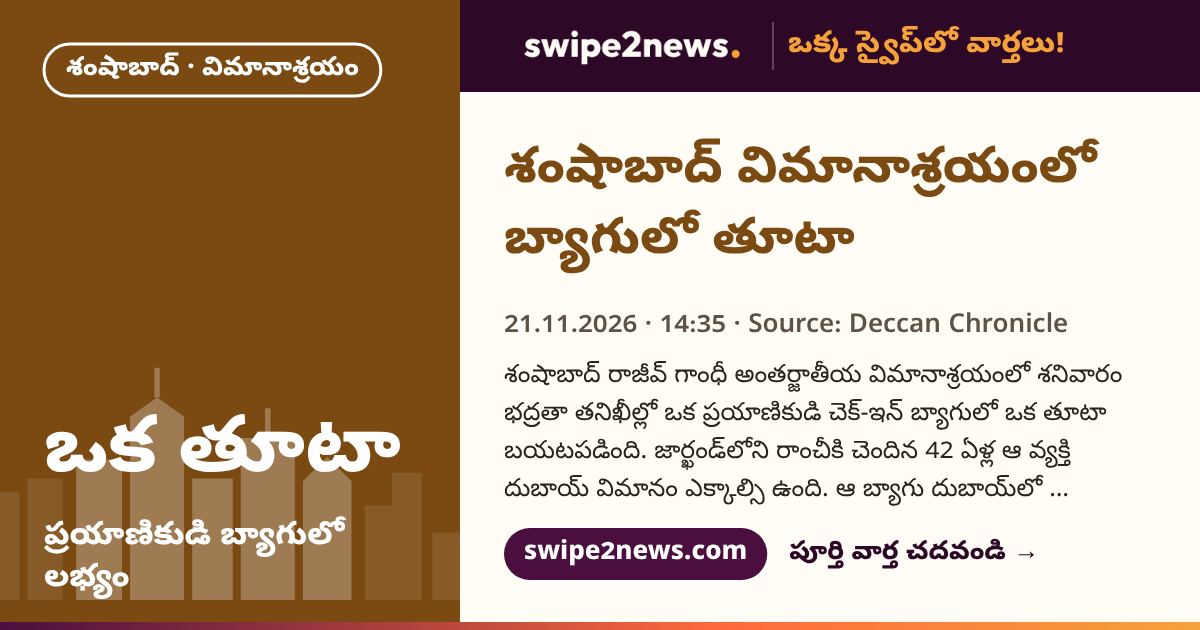 శంషాబాద్ · విమానాశ్రయం
ఒక తూటా
ప్రయాణికుడి బ్యాగులో
లభ్యం
swipe2news.
ఒక్క స్వైప్‌లో వార్తలు!
శంషాబాద్ విమానాశ్రయంలో
బ్యాగులో తూటా
21.11.2026 · 14:35 · Source: Deccan Chronicle
శంషాబాద్ రాజీవ్ గాంధీ అంతర్జాతీయ విమానాశ్రయంలో శనివారం
భద్రతా తనిఖీల్లో ఒక ప్రయాణికుడి చెక్-ఇన్ బ్యాగులో ఒక తూటా
బయటపడింది. జార్ఖండ్‌లోని రాంచీకి చెందిన 42 ఏళ్ల ఆ వ్యక్తి
దుబాయ్ విమానం ఎక్కాల్సి ఉంది. ఆ బ్యాగు దుబాయ్‌లో ...
swipe2news.com
పూర్తి వార్త చదవండి →